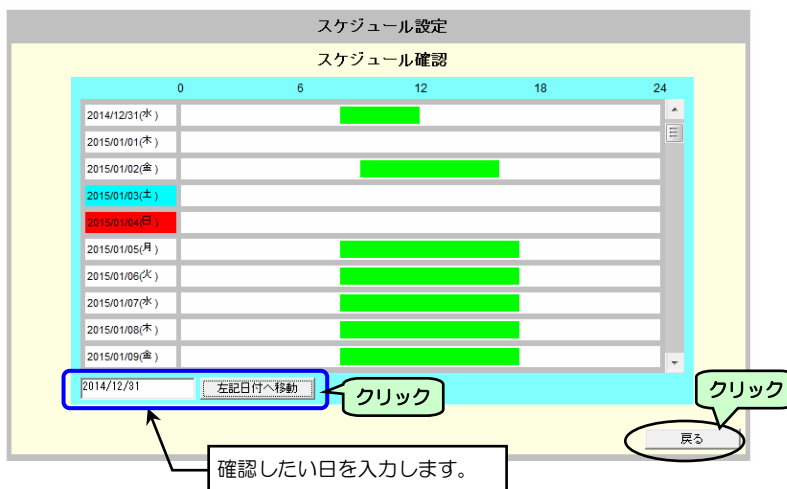 スケジュール設定
スケジュール確認
0 6 12 18 24
2014/12/31(水)
2015/01/01(木)
2015/01/02(金)
2015/01/03(土)
2015/01/04(日)
2015/01/05(月)
2015/01/06(火)
2015/01/07(水)
2015/01/08(木)
2015/01/09(金)
2014/12/31 左記日付へ移動 クリック
クリック
戻る
確認したい日を入力します。